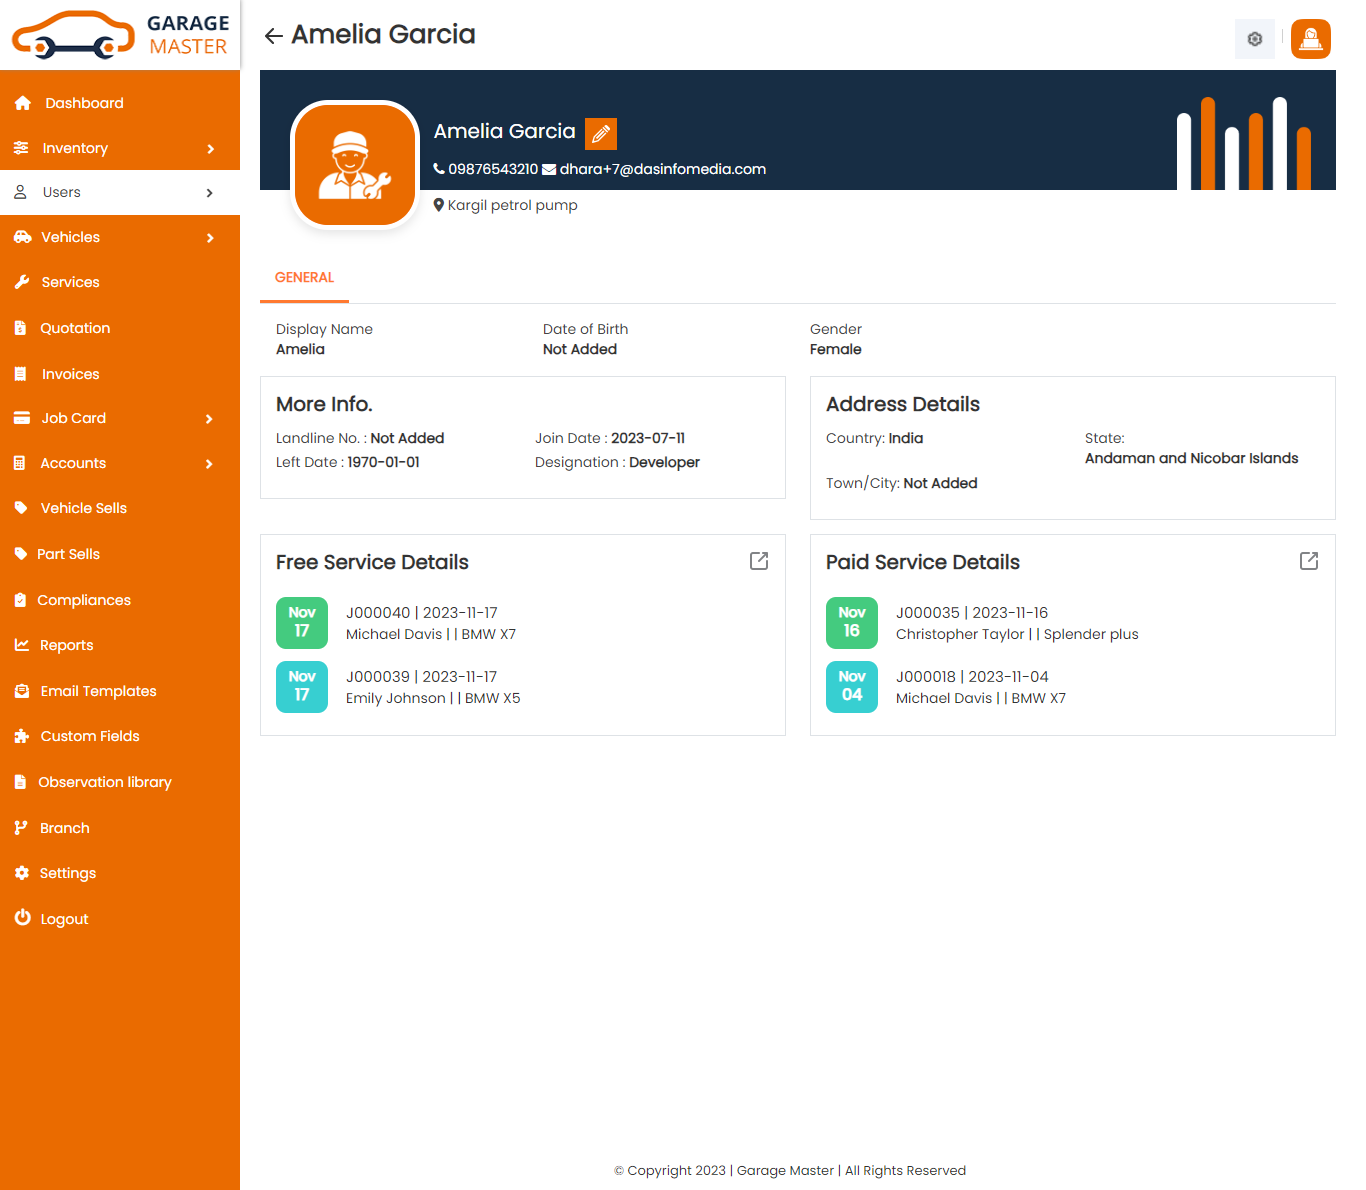 GARAGE
MASTER
Amelia Garcia
Dashboard
Inventory
Users
Vehicles
Services
Quotation
Invoices
Job Card
Accounts
Vehicle Sells
Part Sells
Compliances
Reports
Email Templates
Custom Fields
Observation library
Branch
Settings
Logout
Amelia Garcia
09876543210 dhara+7@dasinfomedia.com
Kargil petrol pump
GENERAL
Display Name
Amelia
Date of Birth
Not Added
Gender
Female
More Info.
Landline No. : Not Added
Join Date : 2023-07-11
Left Date : 1970-01-01
Designation : Developer
Address Details
Country: India
State:
Andaman and Nicobar Islands
Town/City: Not Added
Free Service Details
Nov
17
J000040 | 2023-11-17
Michael Davis | | BMW X7
Nov
17
J000039 | 2023-11-17
Emily Johnson | | BMW X5
Paid Service Details
Nov
16
J000035 | 2023-11-16
Christopher Taylor | | Splender plus
Nov
04
J000018 | 2023-11-04
Michael Davis | | BMW X7
© Copyright 2023 | Garage Master | All Rights Reserved